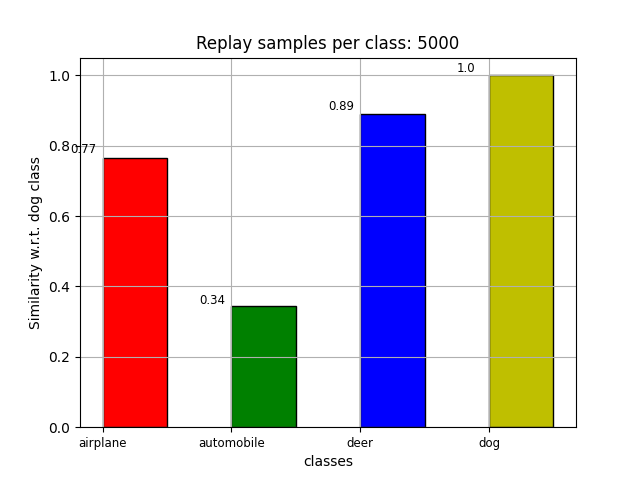 Replay samples per class: 5000
Similarity w.r.t. dog class
1.0
0.8
0.6
0.4
0.2
0.0
0.77
0.34
0.89
1.0
airplane
automobile
deer
dog
classes